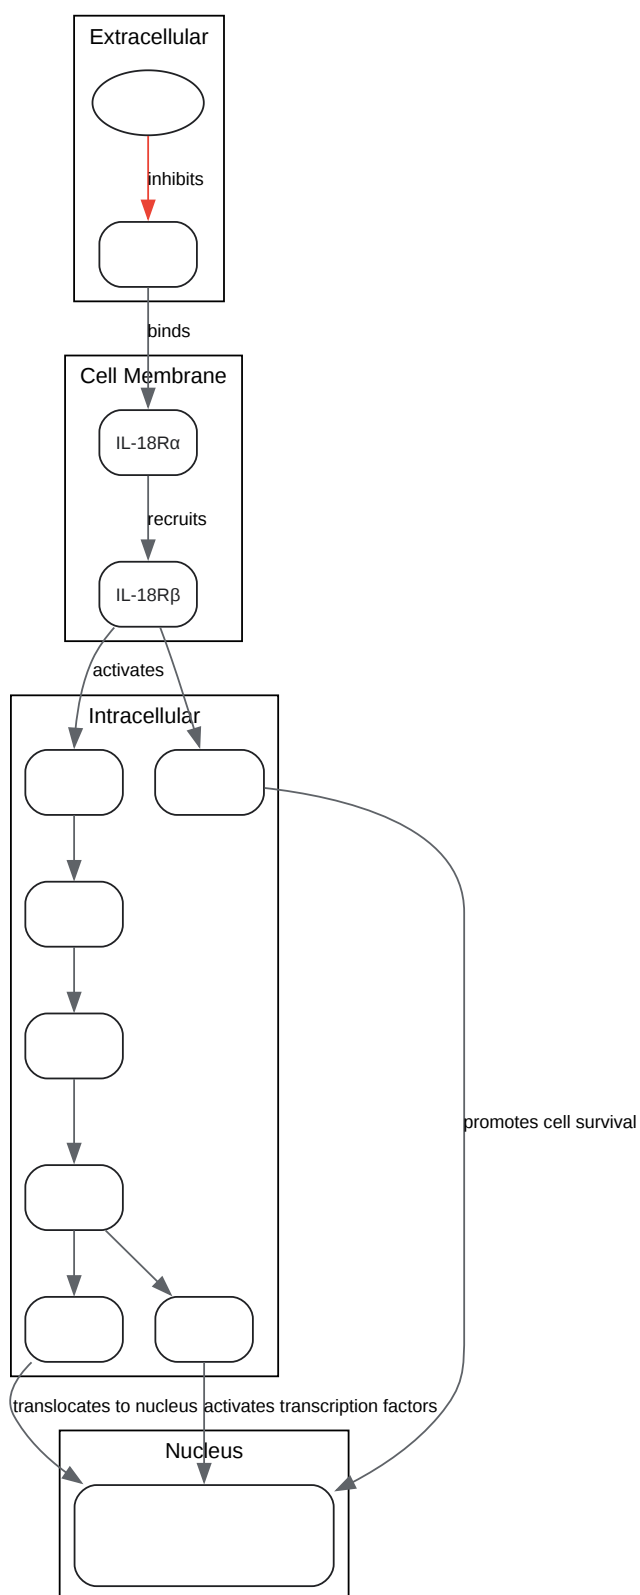 Extracellular
inhibits
binds
Cell Membrane
IL-18Rα
recruits
IL-18Rβ
activates
Intracellular
promotes cell survival
translocates to nucleus
activates transcription factors
Nucleus